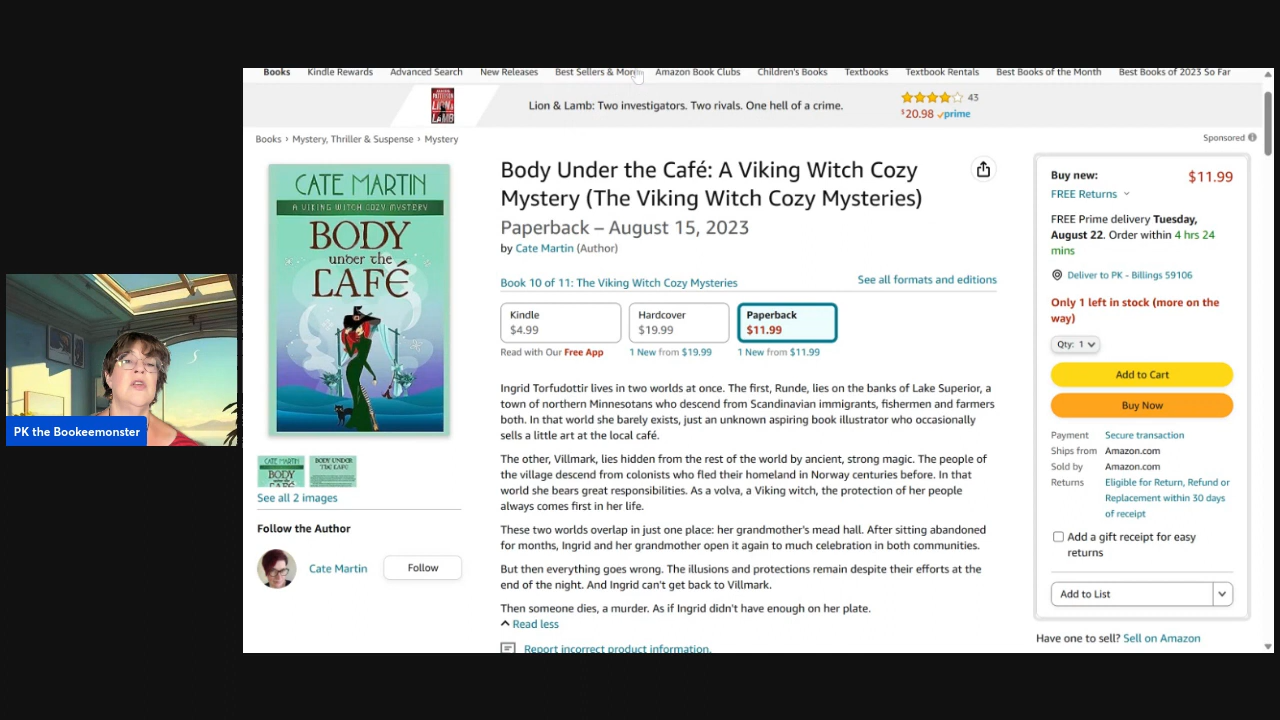 Books Kindle Rewards Advanced Search New Releases Best Sellers & More Amazon Book Clubs Children's Books Textbooks Textbook Rentals Best Books of the Month Best Books of 2023 So Far
Lion & Lamb: Two investigators. Two rivals. One hell of a crime.
43
$20.98 prime
Books › Mystery, Thriller & Suspense › Mystery
Sponsored
CATE MARTIN
A VIKING WITCH COZY MYSTERY
BODY
under the
CAFÉ
See all 2 images
Follow the Author
Cate Martin
Follow
Body Under the Café: A Viking Witch Cozy
Mystery (The Viking Witch Cozy Mysteries)
Paperback – August 15, 2023
by Cate Martin (Author)
Book 10 of 11: The Viking Witch Cozy Mysteries
See all formats and editions
Kindle
$4.99
Read with Our Free App
Hardcover
$19.99
1 New from $19.99
Paperback
$11.99
1 New from $11.99
Ingrid Torfudottir lives in two worlds at once. The first, Runde, lies on the banks of Lake Superior, a
town of northern Minnesotans who descend from Scandinavian immigrants, fishermen and farmers
both. In that world she barely exists, just an unknown aspiring book illustrator who occasionally
sells a little art at the local café.
The other, Villmark, lies hidden from the rest of the world by ancient, strong magic. The people of
the village descend from colonists who fled their homeland in Norway centuries before. In that
world she bears great responsibilities. As a volva, a Viking witch, the protection of her people
always comes first in her life.
These two worlds overlap in just one place: her grandmother's mead hall. After sitting abandoned
for months, Ingrid and her grandmother open it again to much celebration in both communities.
But then everything goes wrong. The illusions and protections remain despite their efforts at the
end of the night. And Ingrid can't get back to Villmark.
Then someone dies, a murder. As if Ingrid didn't have enough on her plate.
Read less
Report incorrect product information.
Buy new:
$11.99
FREE Returns
FREE Prime delivery Tuesday,
August 22. Order within 4 hrs 24
mins
Deliver to PK - Billings 59106
Only 1 left in stock (more on the
way)
Qty: 1
Add to Cart
Buy Now
Payment Secure transaction
Ships from Amazon.com
Sold by Amazon.com
Returns Eligible for Return, Refund or
Replacement within 30 days
of receipt
Add a gift receipt for easy
returns
Add to List
Have one to sell? Sell on Amazon
PK the Bookeemonster